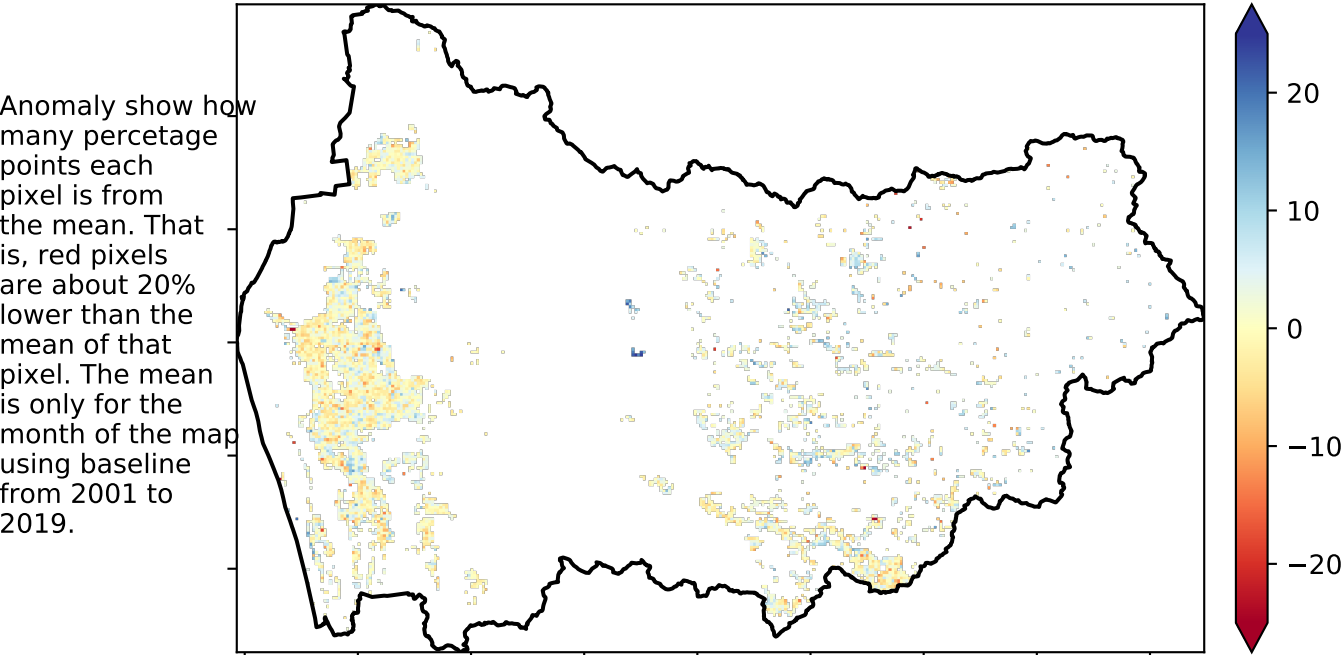 Anomaly show how
many percetage
points each
pixel is from
the mean. That
is, red pixels
are about 20%
lower than the
mean of that
pixel. The mean
is only for the
month of the map
using baseline
from 2001 to
2019.
20
10
0
−10
−20